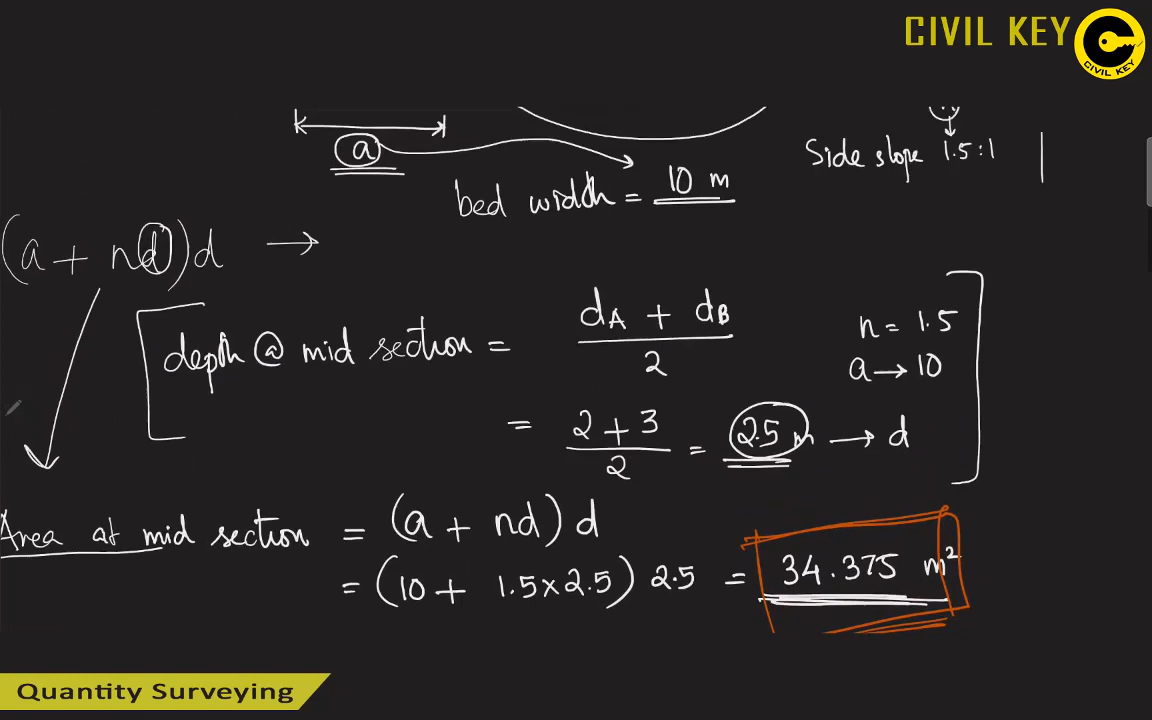 CIVIL KEY
CIVIL KEY
a
Side slope 1.5:1
bed width = 10 m
(a + nd)d →
depth @ mid section = dA + dB / 2
n = 1.5
a → 10
= 2 + 3 / 2 = 2.5 m → d
Area at mid section = (a + nd) d
= (10 + 1.5 × 2.5) 2.5 = 34.375 m²
Quantity Surveying